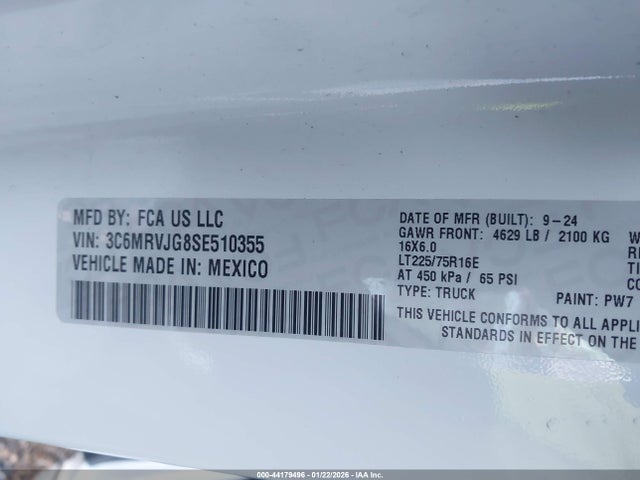 MFD BY: FCA US LLC
VIN: 3C6MRVJG8SE510355
VEHICLE MADE IN: MEXICO
DATE OF MFR (BUILT): 9-24
GAWR FRONT: 4629 LB / 2100 KG
16X6.0
LT225/75R16E
AT 450 kPa / 65 PSI
TYPE: TRUCK PAINT: PW7
THIS VEHICLE CONFORMS TO ALL APPLI
STANDARDS IN EFFECT ON THE
000-44179496 - 01/22/2026 - IAA Inc.